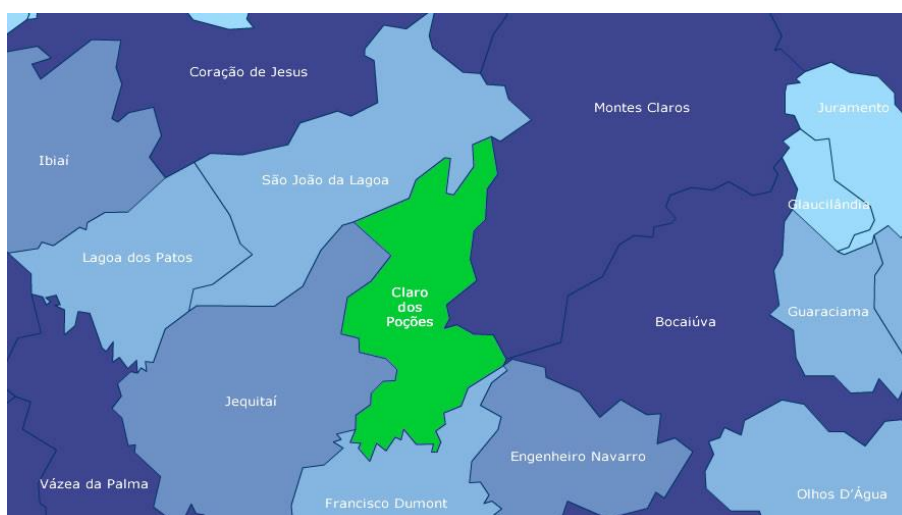 Coração de Jesus
Montes Claros
Juramento
Ibiaí
São João da Lagoa
Glaucilândia
Lagoa dos Patos
Claro
dos
Poções
Guaraciama
Bocaiúva
Jequitaí
Engenheiro Navarro
Vázea da Palma
Francisco Dumont
Olhos D'Água